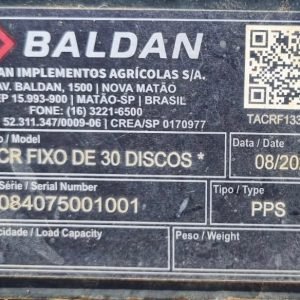 BALDAN
AN IMPLEMENTOS AGRÍCOLAS S/A.
AV. BALDAN, 1500 | NOVA MATÃO
EP 15.993-900 | MATÃO-SP | BRASIL
FONE: (16) 3221-6500
52.311.347/0009-06 | CREA/SP 0170977
TACRF133
o / Model
CR FIXO DE 30 DISCOS *
Data / Date
08/20
Série / Serial Number
084075001001
Tipo / Type
PPS
cidade / Load Capacity
Peso / Weight